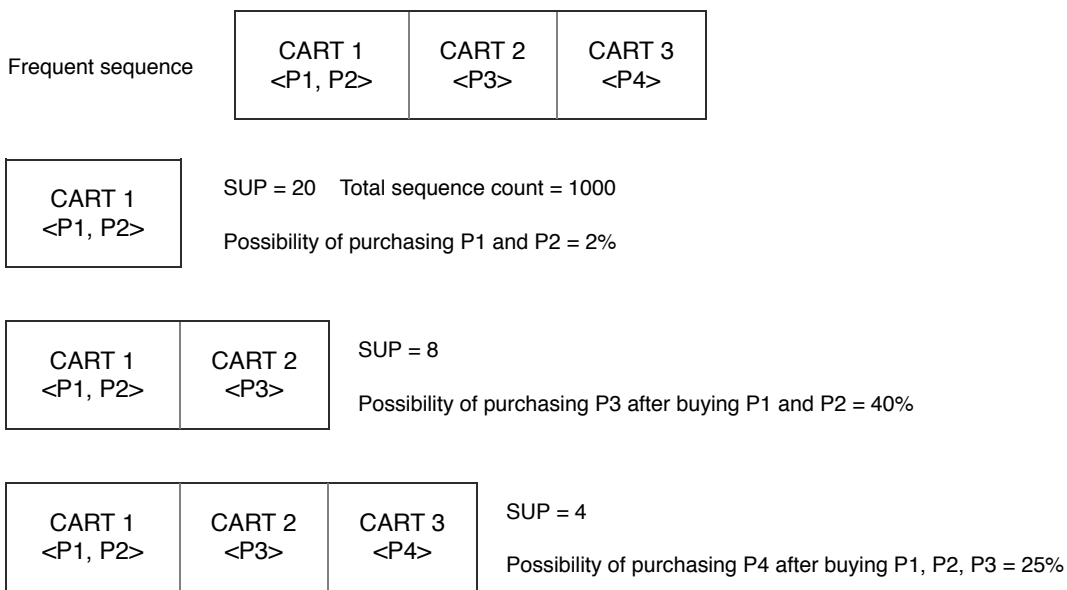 Frequent sequence
CART 1
<P1, P2>
CART 2
<P3>
CART 3
<P4>
CART 1
<P1, P2>
SUP = 20 Total sequence count = 1000
Possibility of purchasing P1 and P2 = 2%
CART 1
<P1, P2>
CART 2
<P3>
SUP = 8
Possibility of purchasing P3 after buying P1 and P2 = 40%
CART 1
<P1, P2>
CART 2
<P3>
CART 3
<P4>
SUP = 4
Possibility of purchasing P4 after buying P1, P2, P3 = 25%